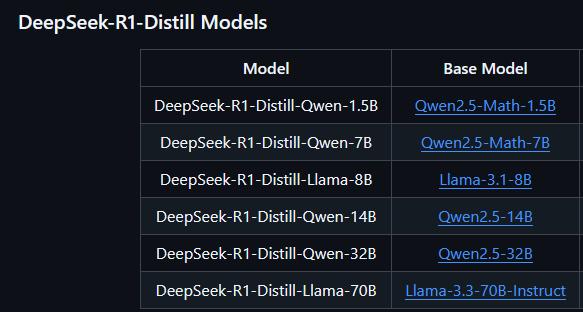 DeepSeek-R1-Distill Models
Model Base Model
DeepSeek-R1-Distill-Qwen-1.5B Qwen2.5-Math-1.5B
DeepSeek-R1-Distill-Qwen-7B Qwen2.5-Math-7B
DeepSeek-R1-Distill-Llama-8B Llama-3.1-8B
DeepSeek-R1-Distill-Qwen-14B Qwen2.5-14B
DeepSeek-R1-Distill-Qwen-32B Qwen2.5-32B
DeepSeek-R1-Distill-Llama-70B Llama-3.3-70B-Instruct